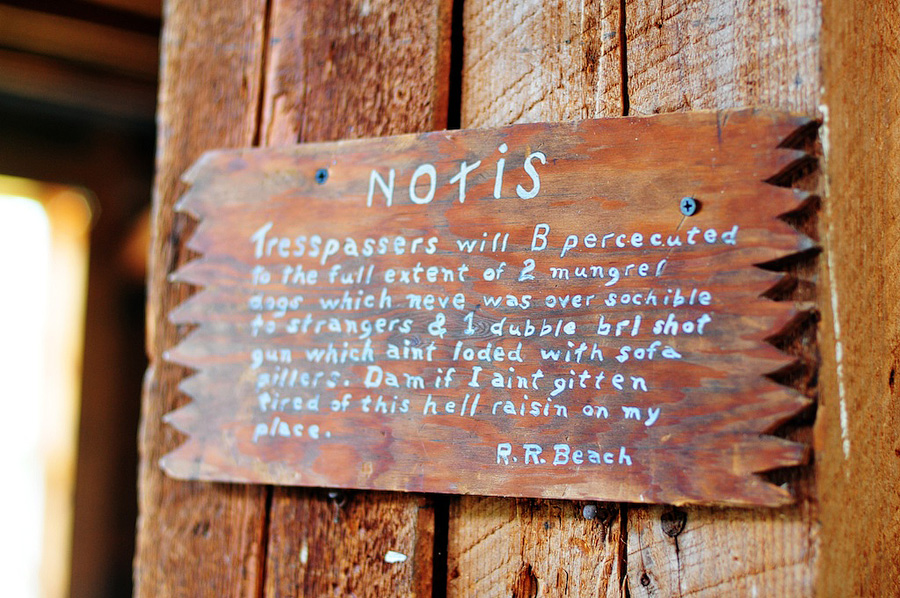 NOTIS
Tresspassers will B percecuted
to the full extent of 2 mungrel
dogs which neve was over sochible
to strangers & 1 dubble brl shot
gun which aint loded with sofa
pillers. Dam if I aint gitten
tired of this hell raisin on my
place.
R.R. Beach